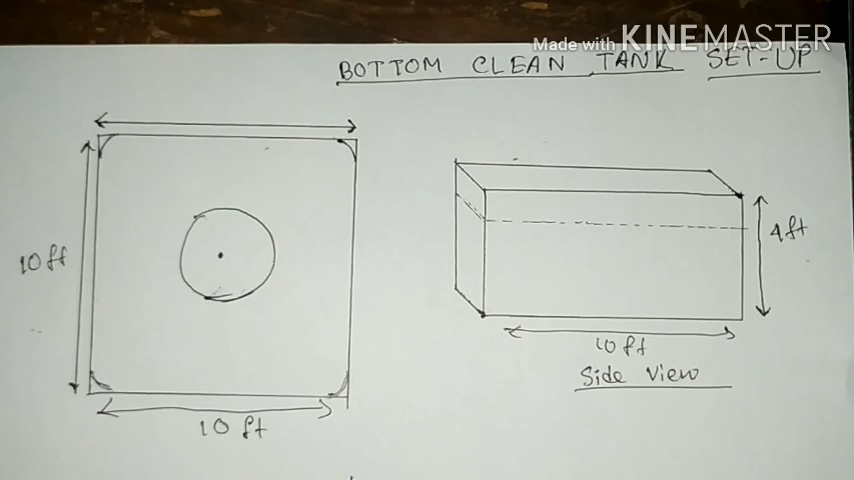 Made with KINEMASTER
BOTTOM CLEAN TANK SET-UP
10 ft
10 ft
4 ft
10 ft
Side View